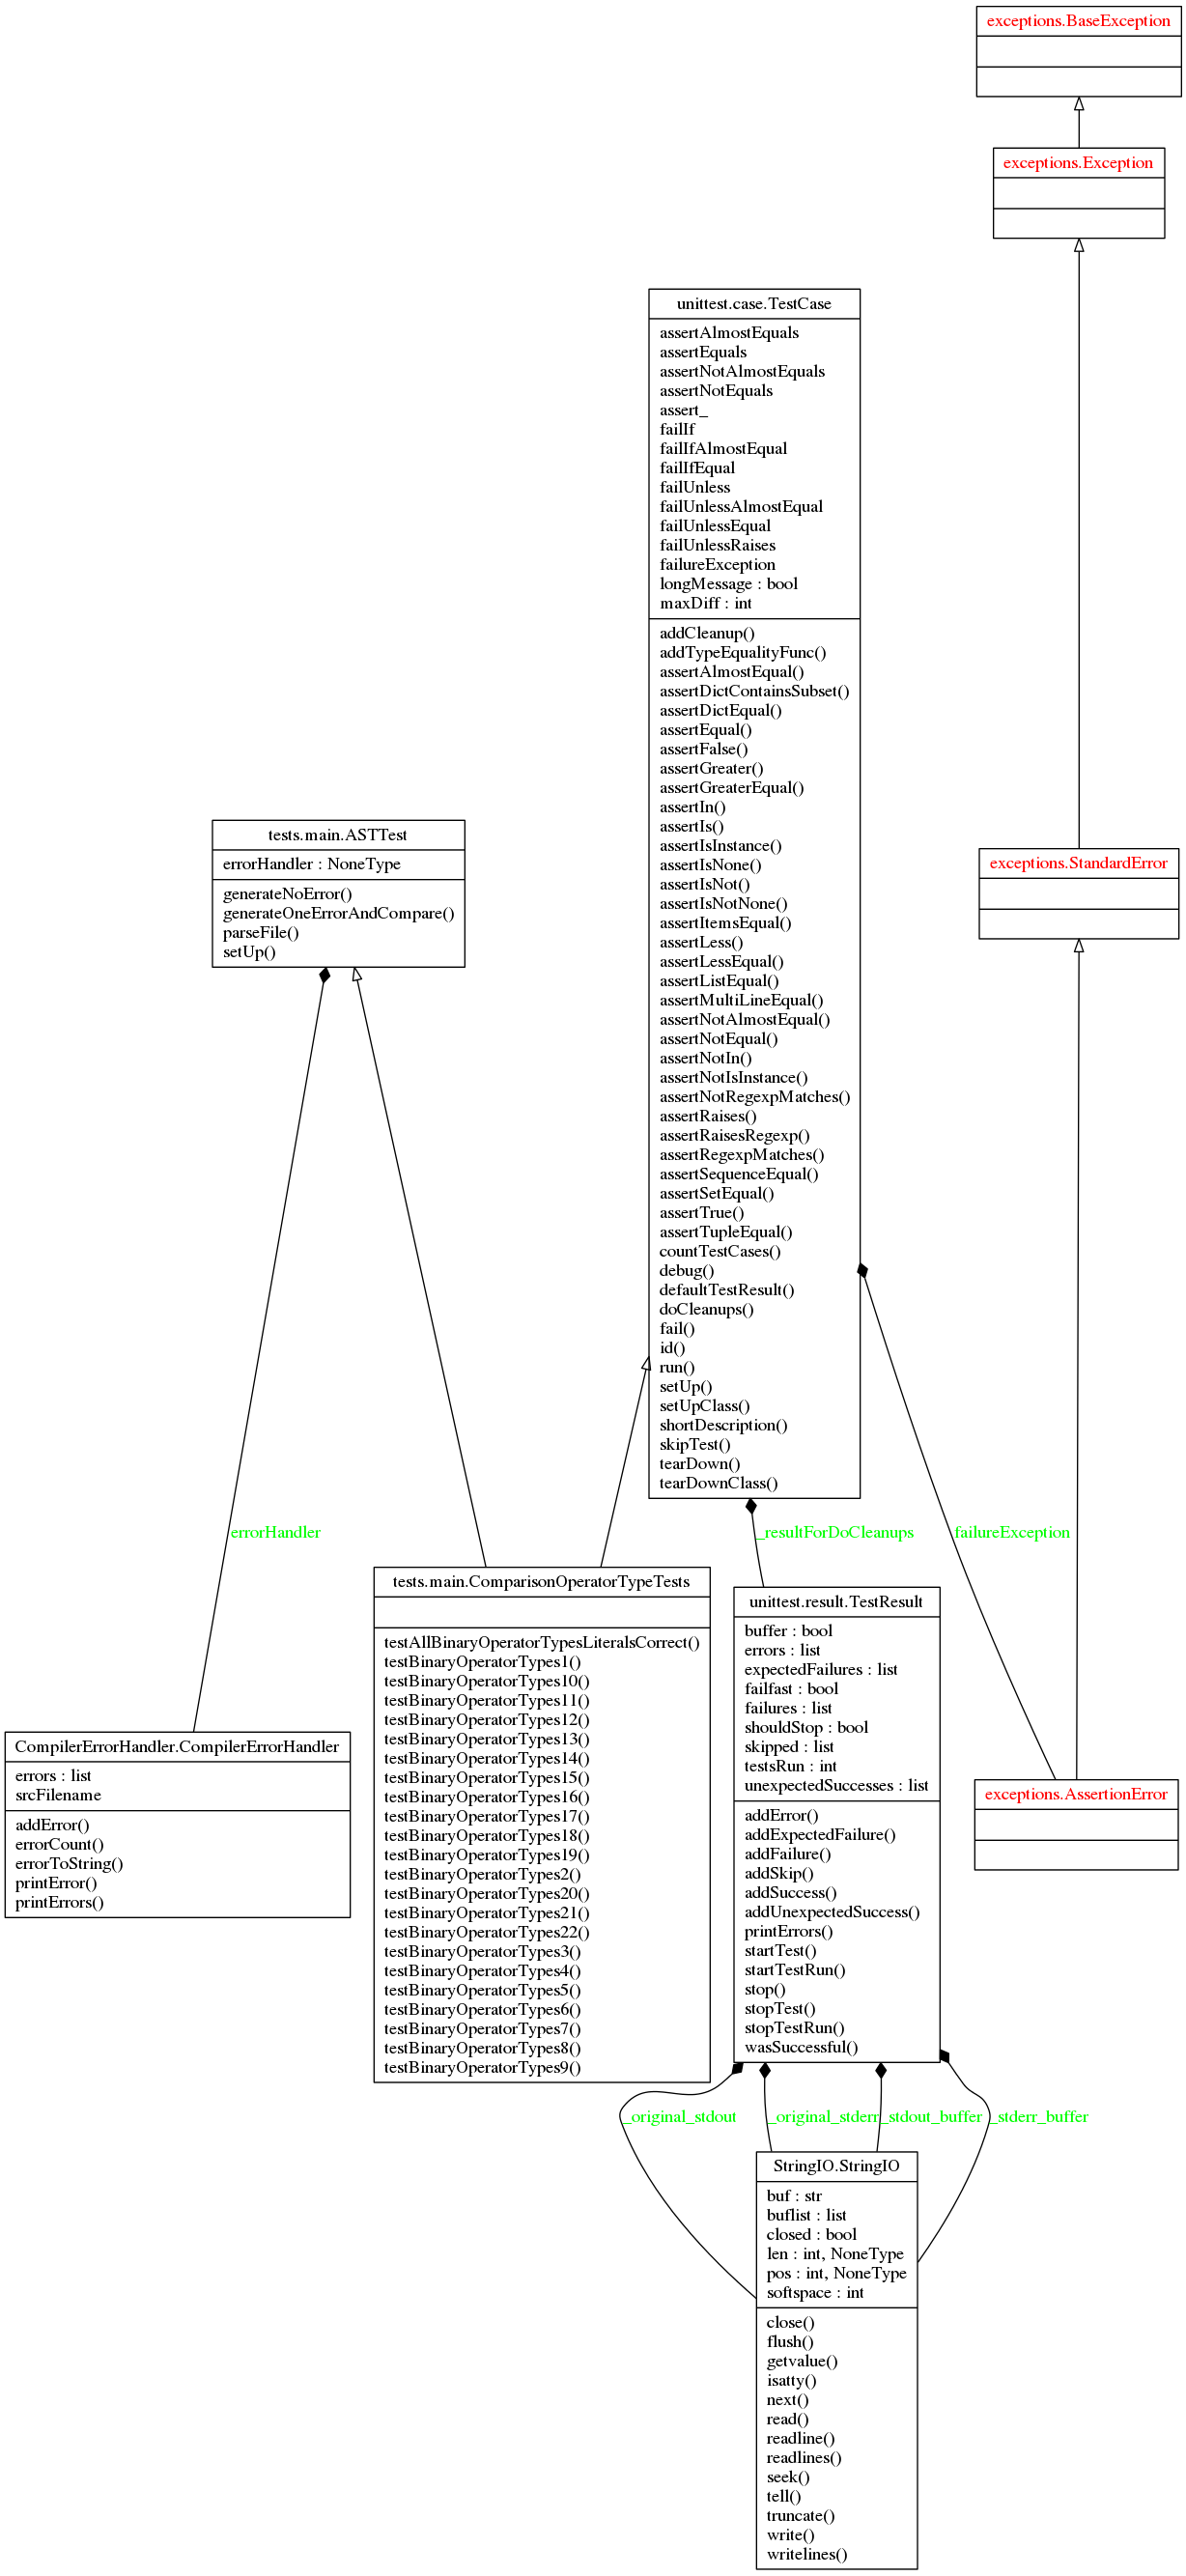 exceptions.BaseException
exceptions.Exception
unittest.case.TestCase
assertAlmostEquals
assertEquals
assertNotAlmostEquals
assertNotEquals
assert_
failIf
failIfAlmostEqual
failIfEqual
failUnless
failUnlessAlmostEqual
failUnlessEqual
failUnlessRaises
failureException
longMessage : bool
maxDiff : int
addCleanup()
addTypeEqualityFunc()
assertAlmostEqual()
assertDictContainsSubset()
assertDictEqual()
assertEqual()
assertFalse()
assertGreater()
assertGreaterEqual()
assertIn()
assertIs()
assertIsInstance()
assertIsNone()
assertIsNot()
assertIsNotNone()
assertItemsEqual()
assertLess()
assertLessEqual()
assertListEqual()
assertMultiLineEqual()
assertNotAlmostEqual()
assertNotEqual()
assertNotIn()
assertNotIsInstance()
assertNotRegexpMatches()
assertRaises()
assertRaisesRegexp()
assertRegexpMatches()
assertSequenceEqual()
assertSetEqual()
assertTrue()
assertTupleEqual()
countTestCases()
debug()
defaultTestResult()
doCleanups()
fail()
id()
run()
setUp()
setUpClass()
shortDescription()
skipTest()
tearDown()
tearDownClass()
tests.main.ASTTest
errorHandler : NoneType
generateNoError()
generateOneErrorAndCompare()
parseFile()
setUp()
exceptions.StandardError
errorHandler
_resultForDoCleanups
failureException
tests.main.ComparisonOperatorTypeTests
testAllBinaryOperatorTypesLiteralsCorrect()
testBinaryOperatorTypes1()
testBinaryOperatorTypes10()
testBinaryOperatorTypes11()
testBinaryOperatorTypes12()
testBinaryOperatorTypes13()
testBinaryOperatorTypes14()
testBinaryOperatorTypes15()
testBinaryOperatorTypes16()
testBinaryOperatorTypes17()
testBinaryOperatorTypes18()
testBinaryOperatorTypes19()
testBinaryOperatorTypes2()
testBinaryOperatorTypes20()
testBinaryOperatorTypes21()
testBinaryOperatorTypes22()
testBinaryOperatorTypes3()
testBinaryOperatorTypes4()
testBinaryOperatorTypes5()
testBinaryOperatorTypes6()
testBinaryOperatorTypes7()
testBinaryOperatorTypes8()
testBinaryOperatorTypes9()
unittest.result.TestResult
buffer : bool
errors : list
expectedFailures : list
failfast : bool
failures : list
shouldStop : bool
skipped : list
testsRun : int
unexpectedSuccesses : list
addError()
addExpectedFailure()
addFailure()
addSkip()
addSuccess()
addUnexpectedSuccess()
printErrors()
startTest()
startTestRun()
stop()
stopTest()
stopTestRun()
wasSuccessful()
CompilerErrorHandler.CompilerErrorHandler
errors : list
srcFilename
addError()
errorCount()
errorToString()
printError()
printErrors()
exceptions.AssertionError
_original_stdout
_original_stderr
_stdout_buffer
_stderr_buffer
StringIO.StringIO
buf : str
buflist : list
closed : bool
len : int, NoneType
pos : int, NoneType
softspace : int
close()
flush()
getvalue()
isatty()
next()
read()
readline()
readlines()
seek()
tell()
truncate()
write()
writelines()